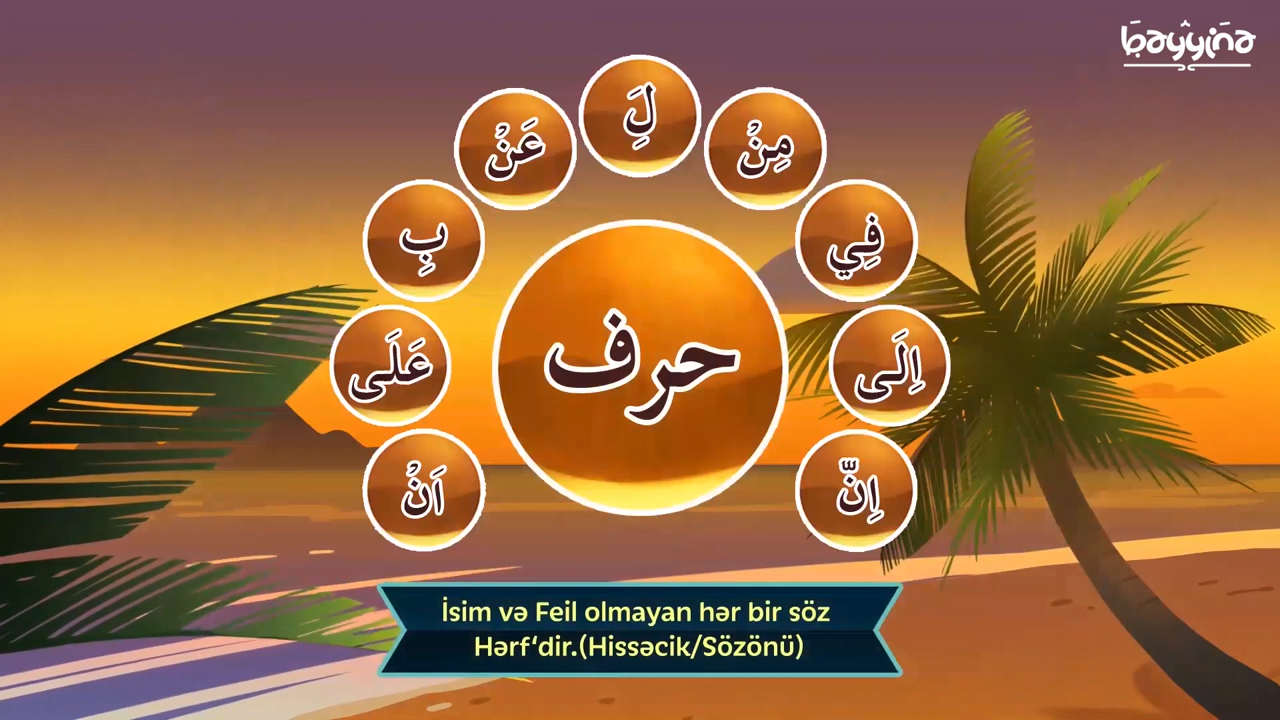 bayyina
لَِ
عَنْ
مِنْ
بِ
فِي
عَلَى
حرف
اِلَى
اَنْ
اِنَّ
İsim və Feil olmayan hər bir söz
Hərf‘dir.(Hissəcik/Sözönü)